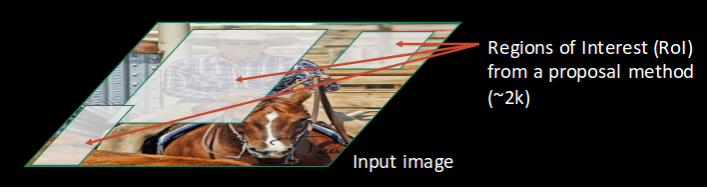 Regions of Interest (RoI)
from a proposal method
(~2k)
Input image